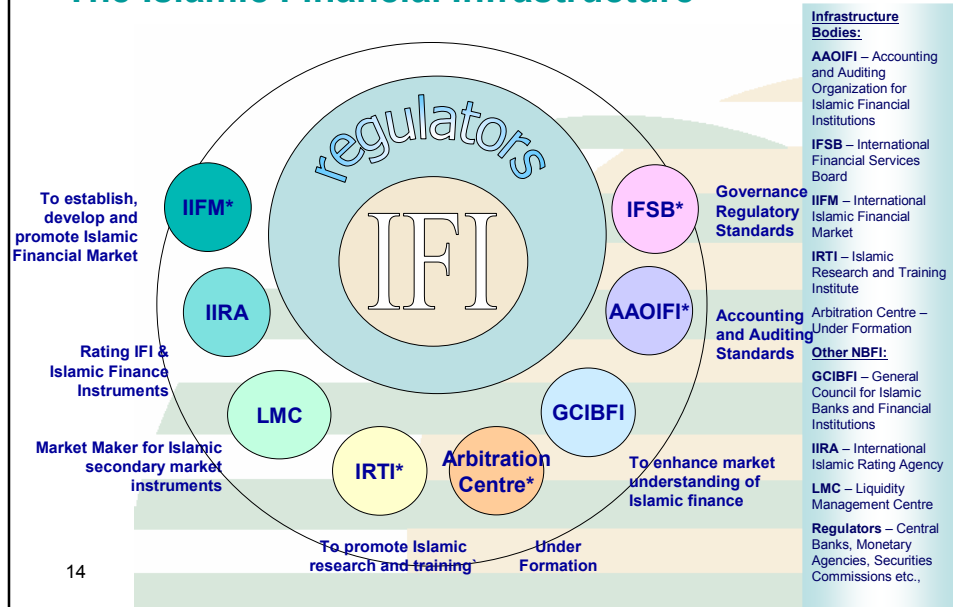 The Islamic Financial Infrastructure
regulators
IFI
IIFM*
To establish,
develop and
promote Islamic
Financial Market
IIRA
Rating IFI &
Islamic Finance
Instruments
LMC
Market Maker for Islamic
secondary market
instruments
IRTI*
To promote Islamic
research and training`
Arbitration
Centre*
Under
Formation
GCIBFI
To enhance market
understanding of
Islamic finance
AAOIFI*
Accounting
and Auditing
Standards
IFSB*
Governance
Regulatory
Standards
14
Infrastructure
Bodies:
AAOIFI – Accounting
and Auditing
Organization for
Islamic Financial
Institutions
IFSB – International
Financial Services
Board
IIFM – International
Islamic Financial
Market
IRTI – Islamic
Research and Training
Institute
Arbitration Centre –
Under Formation
Other NBFI:
GCIBFI – General
Council for Islamic
Banks and Financial
Institutions
IIRA – International
Islamic Rating Agency
LMC – Liquidity
Management Centre
Regulators – Central
Banks, Monetary
Agencies, Securities
Commissions etc.,